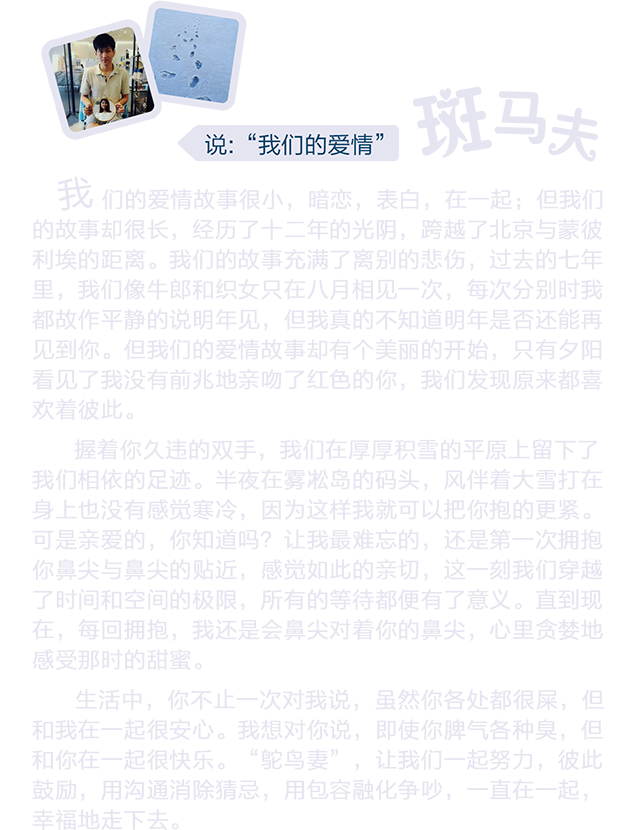 斑马夫
说：“我们的爱情”
我们的爱情故事很小，暗恋，表白，在一起；但我们
的故事却很长，经历了十二年的光阴，跨越了北京与蒙彼
利埃的距离。我们的故事充满了离别的悲伤，过去的七年
里，我们像牛郎和织女只在八月相见一次，每次分别时我
都故作平静的说明年见，但我真的不知道明年是否还能再
见到你。但我们的爱情故事却有个美丽的开始，只有夕阳
看见了我没有前兆地亲吻了红色的你，我们发现原来都喜
欢着彼此。
握着你久违的双手，我们在厚厚积雪的平原上留下了
我们相依的足迹。半夜在雾凇岛的码头，风伴着大雪打在
身上也没有感觉寒冷，因为这样我就可以把你抱的更紧。
可是亲爱的，你知道吗？让我最难忘的，还是第一次拥抱
你鼻尖与鼻尖的贴近，感觉如此的亲切，这一刻我们穿越
了时间和空间的极限，所有的等待都便有了意义。直到现
在，每回拥抱，我还是会鼻尖对着你的鼻尖，心里贪婪地
感受那时的甜蜜。
生活中，你不止一次对我说，虽然你各处都很屎，但
和我在一起很安心。我想对你说，即使你脾气各种臭，但
和你在一起很快乐。“鸵鸟妻”，让我们一起努力，彼此
鼓励，用沟通消除猜忌，用包容融化争吵，一直在一起，
幸福地走下去。